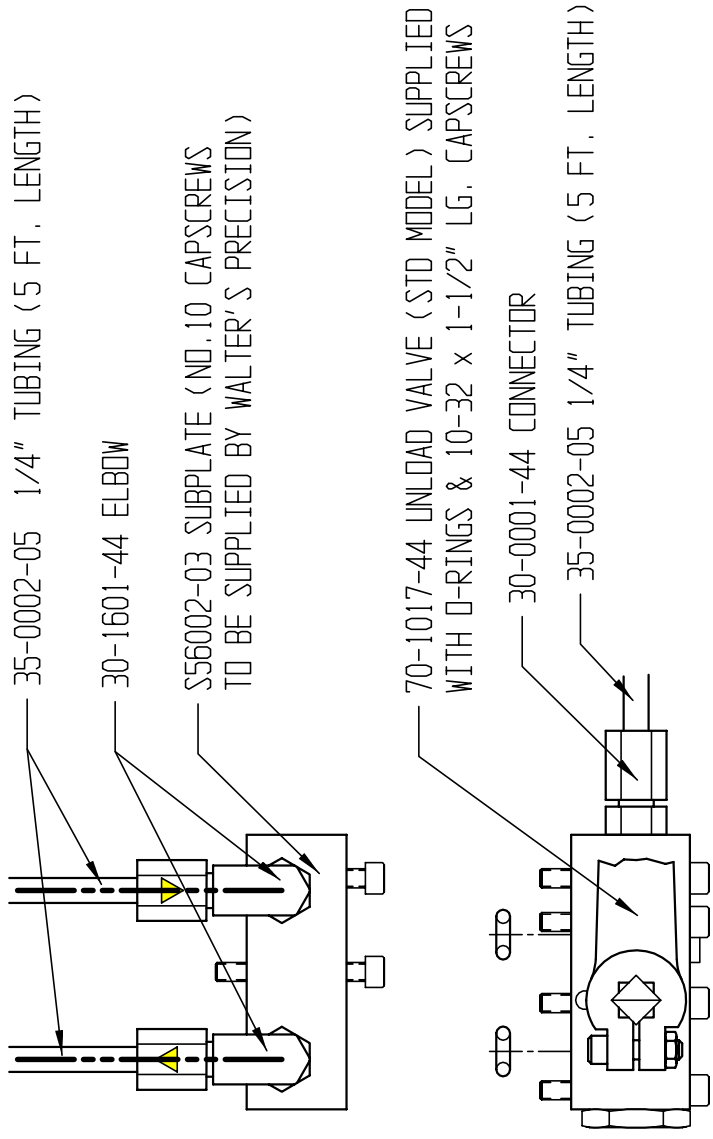 35-0002-05 1/4" TUBING (5 FT. LENGTH)
30-1601-44 ELBOW
S56002-03 SUBPLATE (NO.10 CAPSCREWS
TO BE SUPPLIED BY WALTER'S PRECISION)
70-1017-44 UNLOAD VALVE (STD MODEL) SUPPLIED
WITH O-RINGS & 10-32 x 1-1/2" LG. CAPSCREWS
30-0001-44 CONNECTOR
35-0002-05 1/4" TUBING (5 FT. LENGTH)